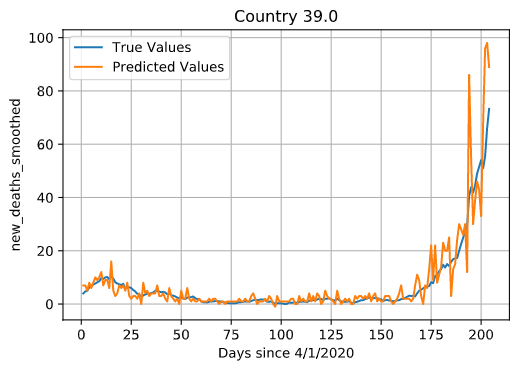 Country 39.0
True Values
Predicted Values
new_deaths_smoothed
100
80
60
40
20
0
0 25 50 75 100 125 150 175 200
Days since 4/1/2020